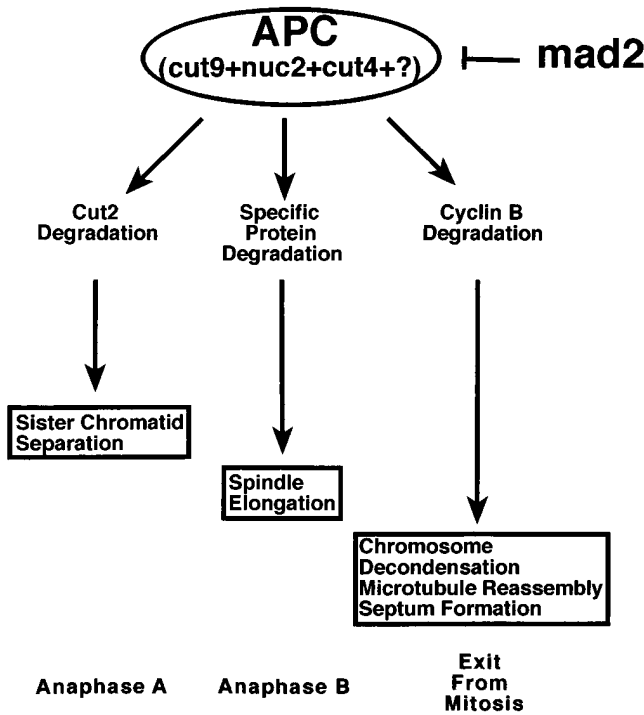 APC
(cut9+nuc2+cut4+?)
mad2
Cut2
Degradation
Specific
Protein
Degradation
Cyclin B
Degradation
Sister Chromatid
Separation
Spindle
Elongation
Chromosome
Decondensation
Microtubule Reassembly
Septum Formation
Anaphase A
Anaphase B
Exit
From
Mitosis